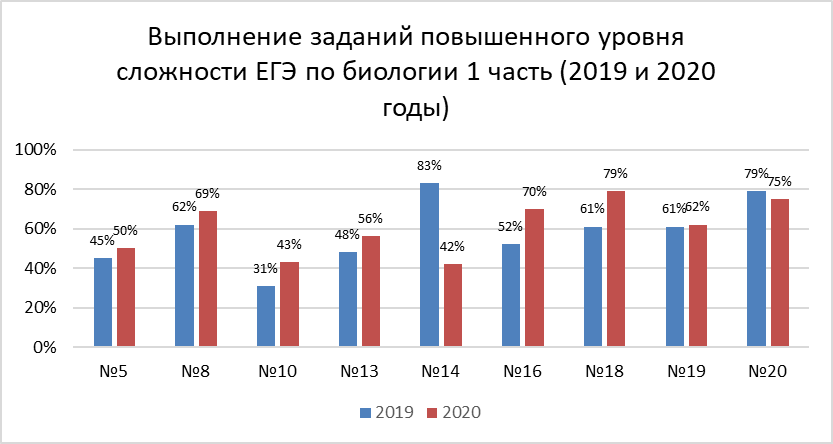 Выполнение заданий повышенного уровня
сложности ЕГЭ по биологии 1 часть (2019 и 2020
годы)
100%
80%
60%
40%
20%
0%
45% 50% 62% 69% 31% 43% 48% 56% 83% 42% 52% 70% 61% 79% 61% 62% 79% 75%
№5 №8 №10 №13 №14 №16 №18 №19 №20
2019 2020